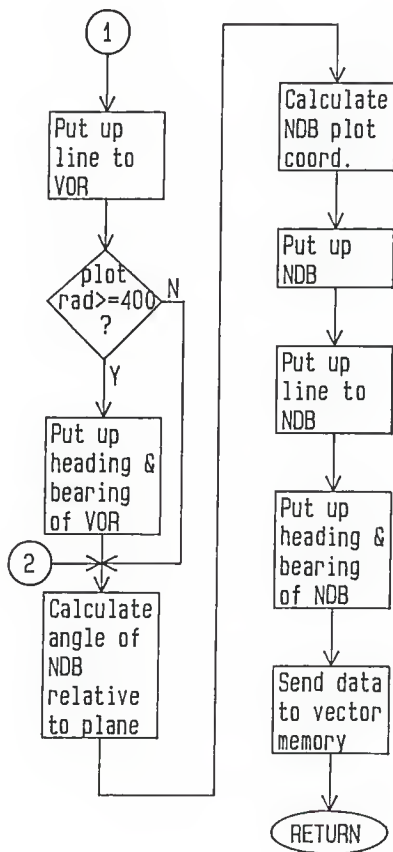 1
Put up
line to
VOR
plot
rad>=400
?
N
Y
Put up
heading &
bearing
of VOR
2
Calculate
angle of
NDB
relative
to plane
Calculate
NDB plot
coord.
Put up
NDB
Put up
line to
NDB
Put up
heading &
bearing
of NDB
Send data
to vector
memory
RETURN